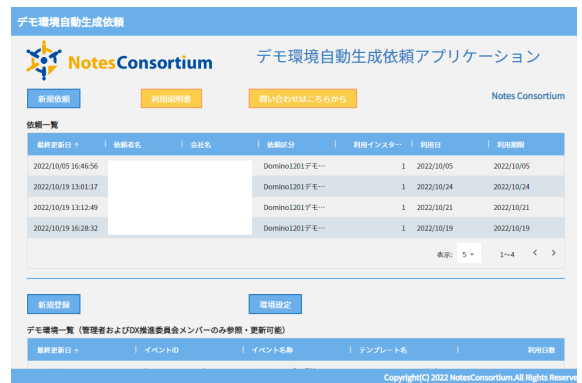 デモ環境自動生成依頼
NotesConsortium
デモ環境自動生成依頼アプリケーション
新規依頼 利用説明書 問い合わせはこちらから Notes Consortium
依頼一覧
最終更新日 ↑ 依頼者名 会社名 依頼区分 利用インスタ… 利用日 利用期限
2022/10/05 16:46:56 Domino1201デモ… 1 2022/10/05 2022/10/05
2022/10/19 13:01:17 Domino1201デモ… 1 2022/10/24 2022/10/24
2022/10/19 13:12:49 Domino1201デモ… 1 2022/10/21 2022/10/21
2022/10/19 16:28:32 Domino1201デモ… 1 2022/10/19 2022/10/19
表示: 5 1~4
新規登録 環境設定
デモ環境一覧（管理者およびDX推進委員会メンバーのみ参照・更新可能）
最終更新日 ↑ イベントID イベント名称 テンプレート名 利用日数
Copyright(C) 2022 NotesConsortium.All Rights Reserve